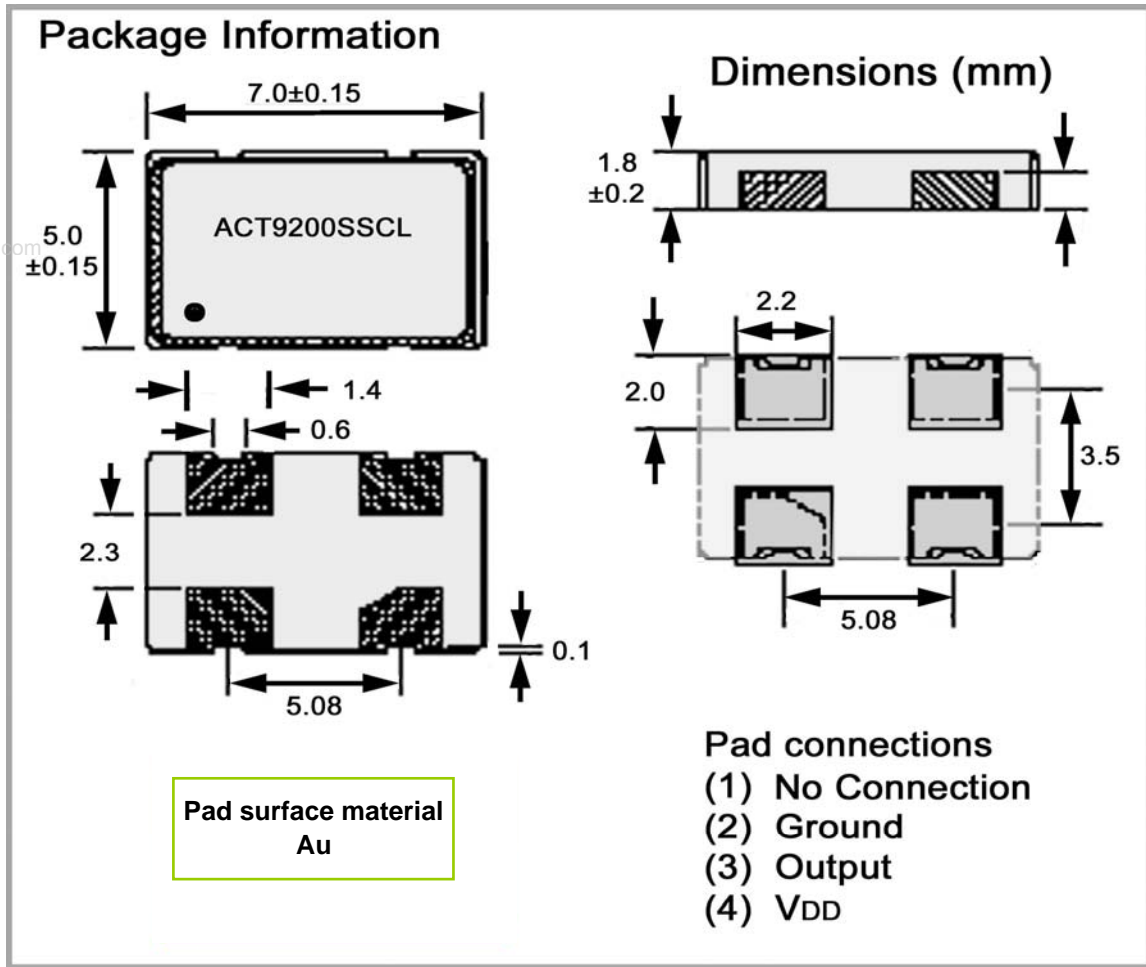 Package Information
Dimensions (mm)
7.0±0.15
5.0
±0.15
ACT9200SSCL
1.8
±0.2
com
1.4
0.6
2.3
0.1
5.08
2.2
2.0
3.5
5.08
Pad surface material
Au
Pad connections
(1) No Connection
(2) Ground
(3) Output
(4) VDD